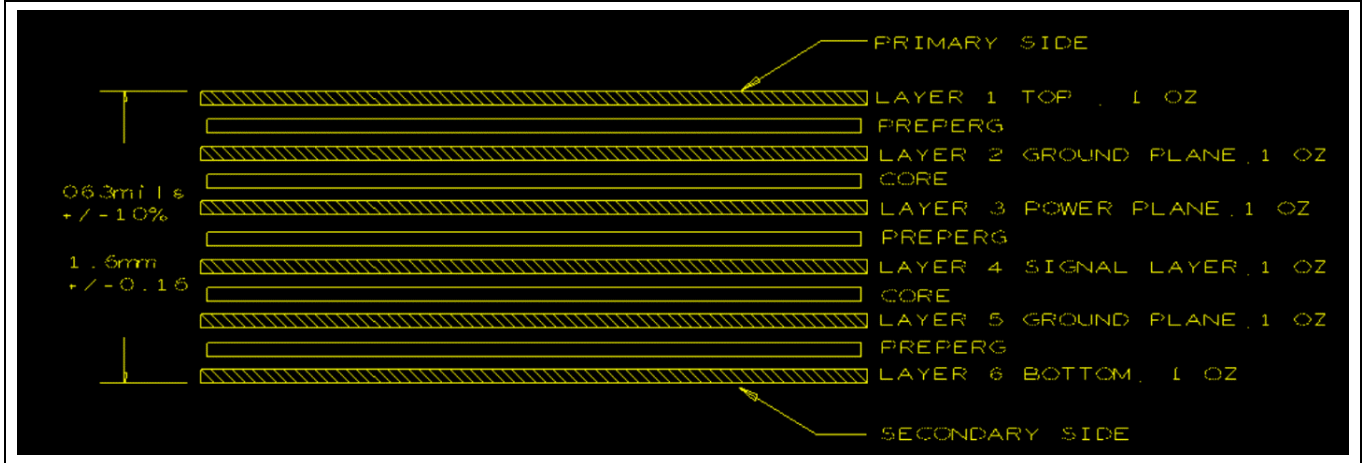 PRIMARY SIDE
LAYER 1 TOP . 1 OZ
PREPERG
LAYER 2 GROUND PLANE.1 OZ
CORE
063mils
+/-10%
LAYER 3 POWER PLANE.1 OZ
PREPERG
1.6mm
+/-0.16
LAYER 4 SIGNAL LAYER.1 OZ
CORE
LAYER 5 GROUND PLANE.1 OZ
PREPERG
LAYER 6 BOTTOM. 1 OZ
SECONDARY SIDE